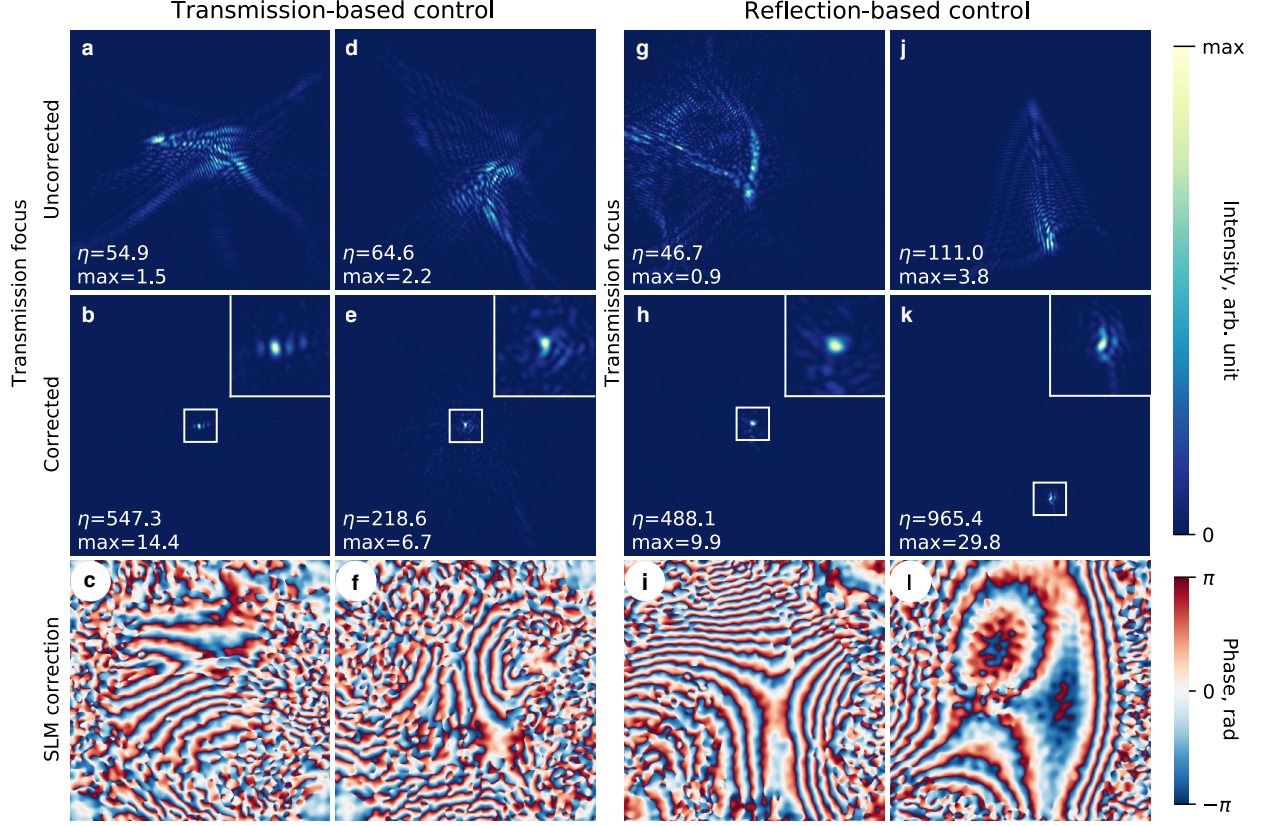 Transmission-based control
Reflection-based control
Transmission focus
Uncorrected
a
η=54.9
max=1.5
d
η=64.6
max=2.2
Transmission focus
g
η=46.7
max=0.9
j
η=111.0
max=3.8
max
Intensity, arb. unit
0
Corrected
b
η=547.3
max=14.4
e
η=218.6
max=6.7
h
η=488.1
max=9.9
k
η=965.4
max=29.8
SLM correction
c
f
i
l
π
0
−π
Phase, rad